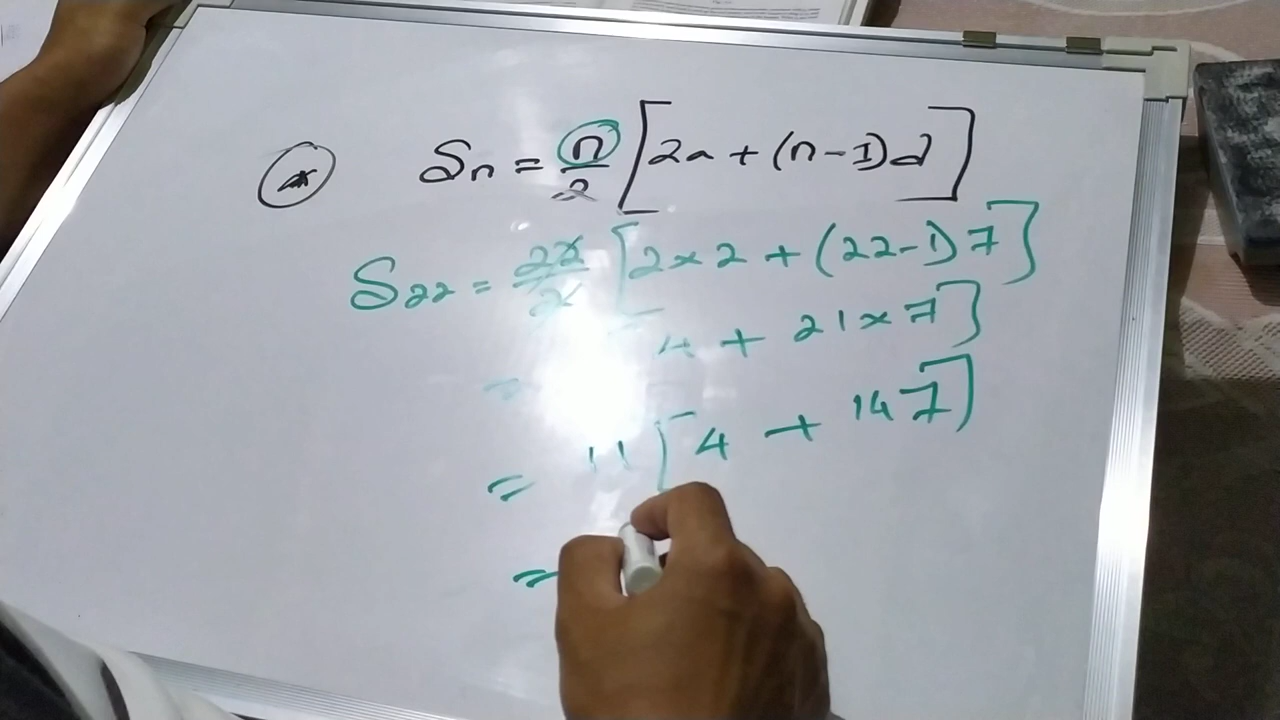 * Sn = n/2 [2a + (n-1)d]
S22 = 22/2 [2×2 + (22-1)7]
= 4 + 21×7]
= 11[4 + 147]
=